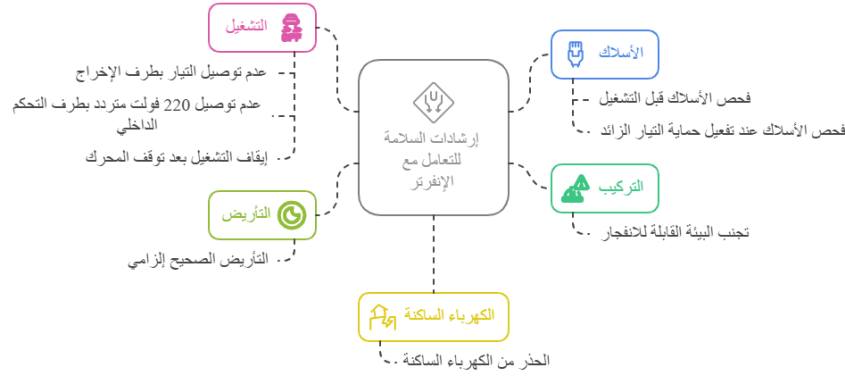 إرشادات السلامة
للتعامل مع
الإنفرتر
الأسلاك
فحص الأسلاك قبل التشغيل
فحص الأسلاك عند تفعيل حماية التيار الزائد
التركيب
تجنب البيئة القابلة للانفجار
الكهرباء الساكنة
الحذر من الكهرباء الساكنة
التأريض
التأريض الصحيح إلزامي
التشغيل
عدم توصيل التيار بطرف الإخراج
عدم توصيل 220 فولت متردد بطرف التحكم
الداخلي
إيقاف التشغيل بعد توقف المحرك